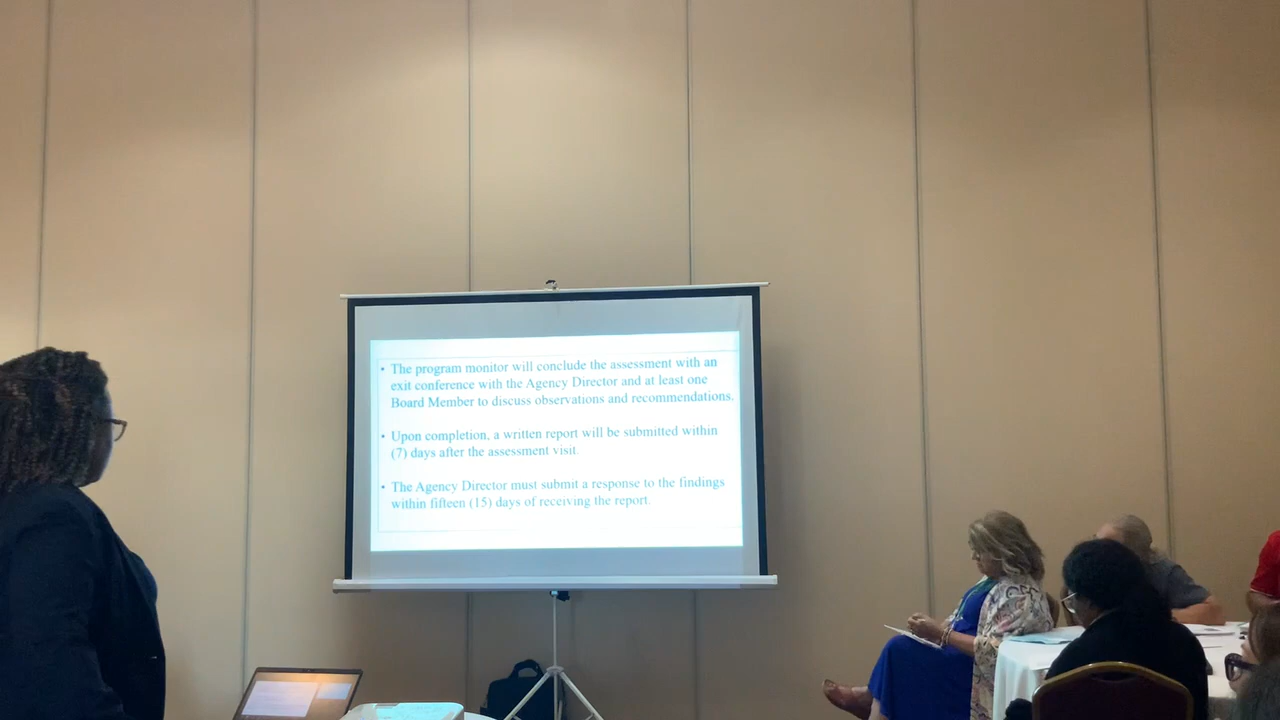 • The program monitor will conclude the assessment with an
exit conference with the Agency Director and at least one
Board Member to discuss observations and recommendations.
• Upon completion, a written report will be submitted within
(7) days after the assessment visit.
• The Agency Director must submit a response to the findings
within fifteen (15) days of receiving the report.